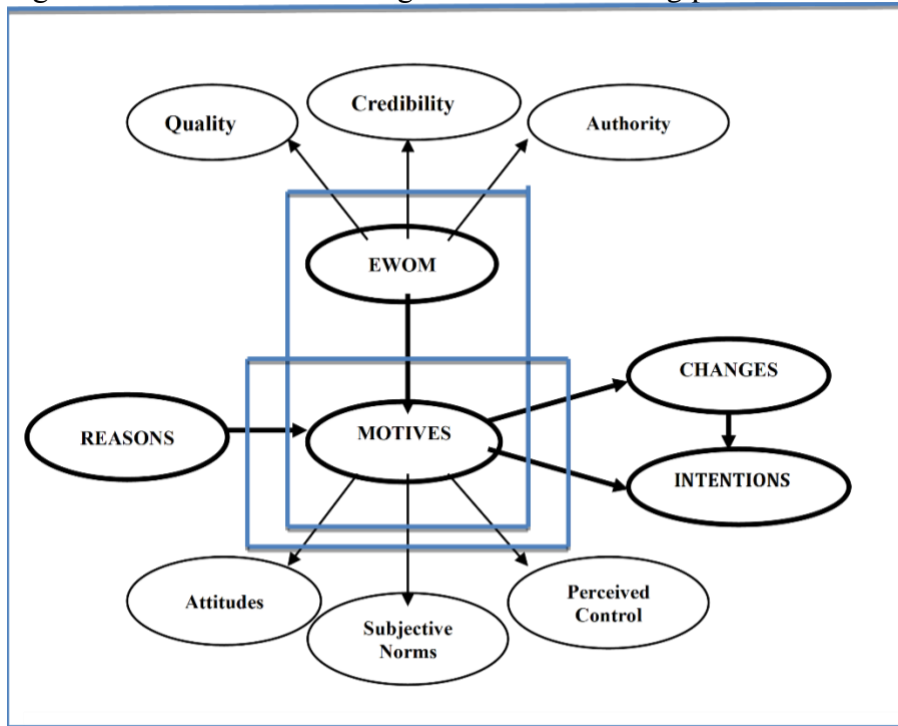 Credibility
Quality
Authority
EWOM
CHANGES
REASONS
MOTIVES
INTENTIONS
Attitudes
Subjective
Norms
Perceived
Control